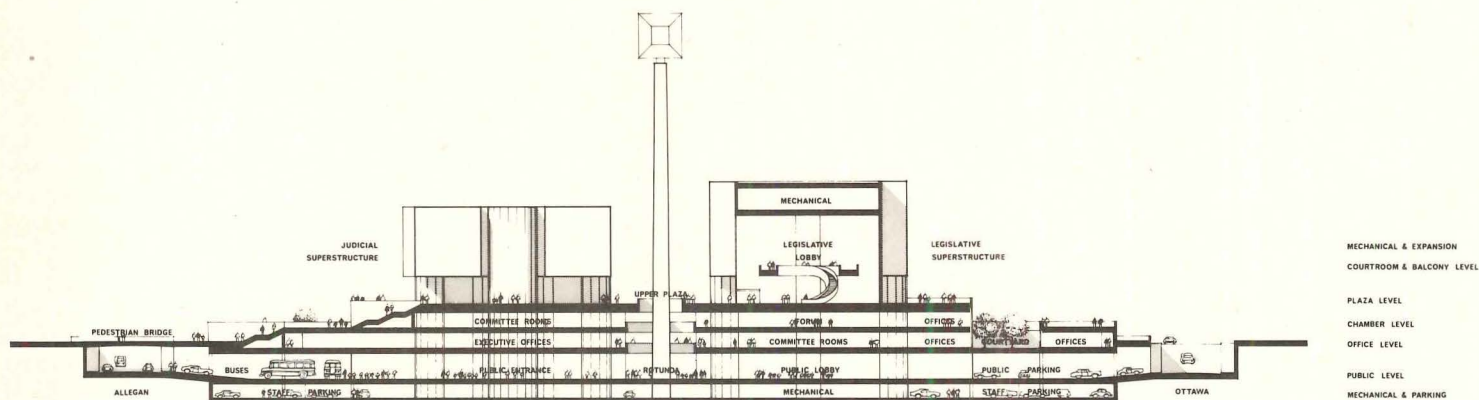 MECHANICAL
JUDICIAL
SUPERSTRUCTURE
LEGISLATIVE
LOBBY
LEGISLATIVE
SUPERSTRUCTURE
MECHANICAL & EXPANSION
COURTROOM & BALCONY LEVEL
UPPER PLAZA
PLAZA LEVEL
COMMITTEE ROOMS
FORUM
OFFICES
CHAMBER LEVEL
PEDESTRIAN BRIDGE
EXECUTIVE OFFICES
COMMITTEE ROOMS
OFFICES
COURTYARD
OFFICES
OFFICE LEVEL
BUSES
PUBLIC ENTRANCE
ROTUNDA
PUBLIC LOBBY
PUBLIC PARKING
PUBLIC LEVEL
ALLEGAN
STAFF PARKING
MECHANICAL
STAFF PARKING
OTTAWA
MECHANICAL & PARKING